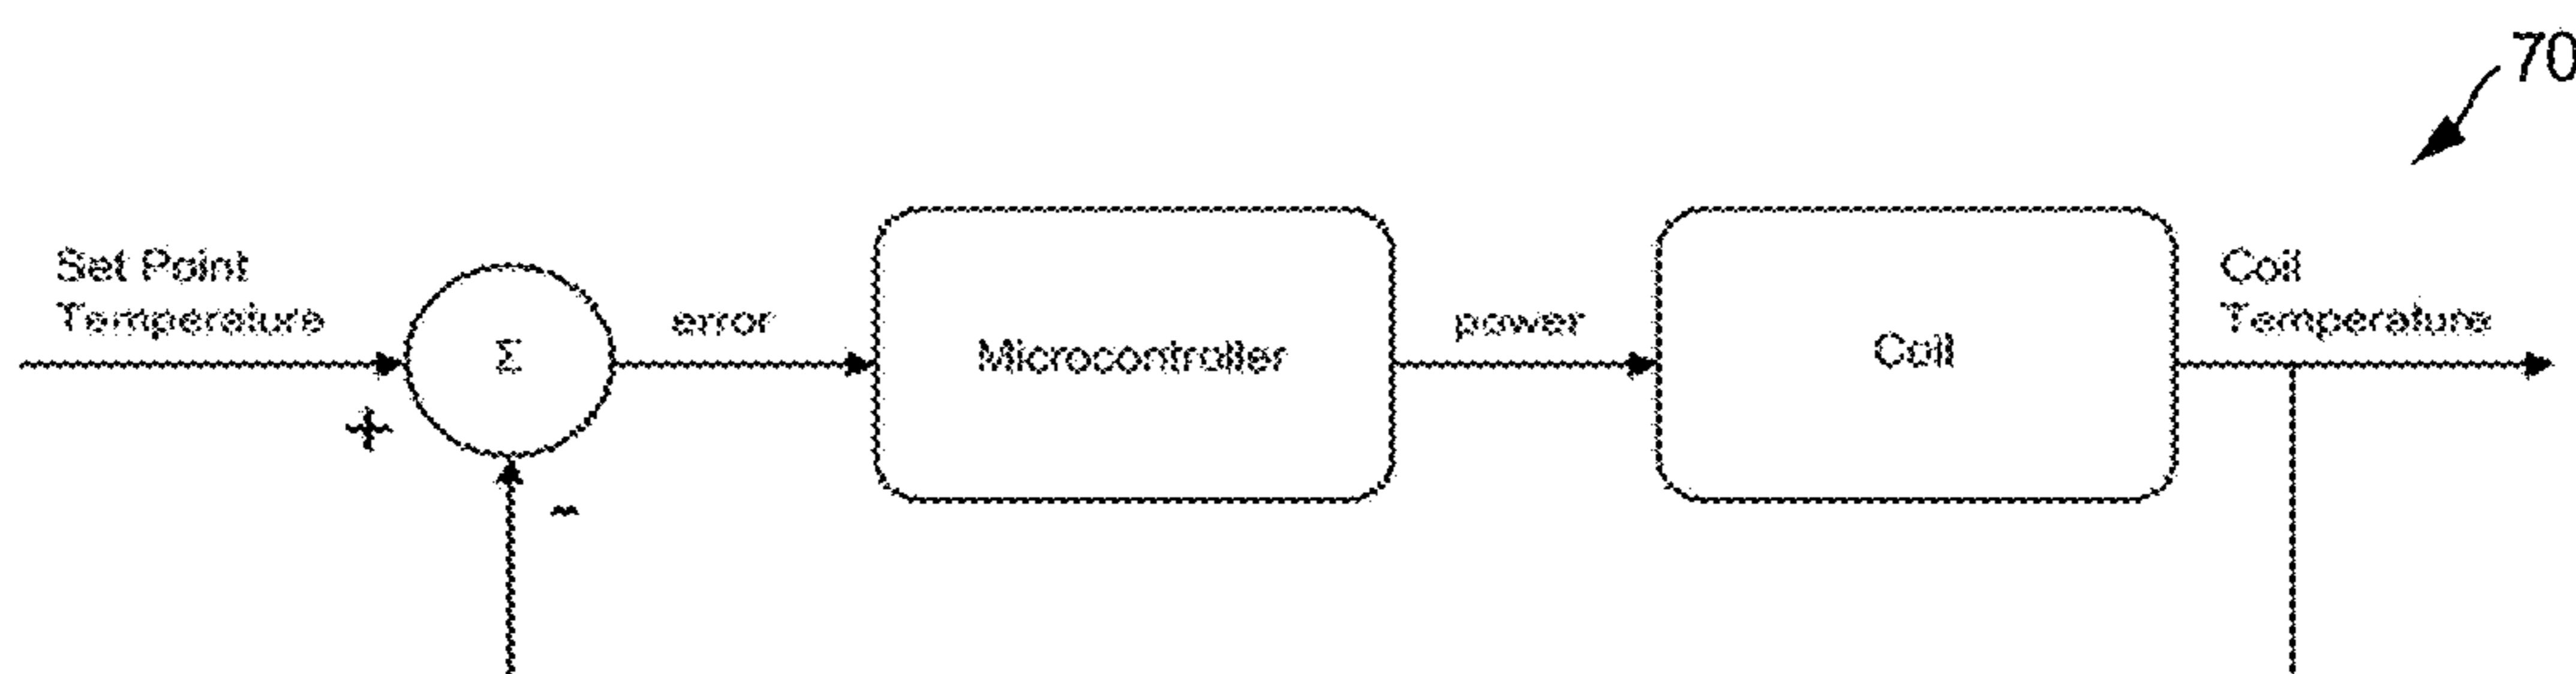 70
Set Point
Temperature
error
power
Coil
Temperature
Σ
Microcontroller
Coil
+
-